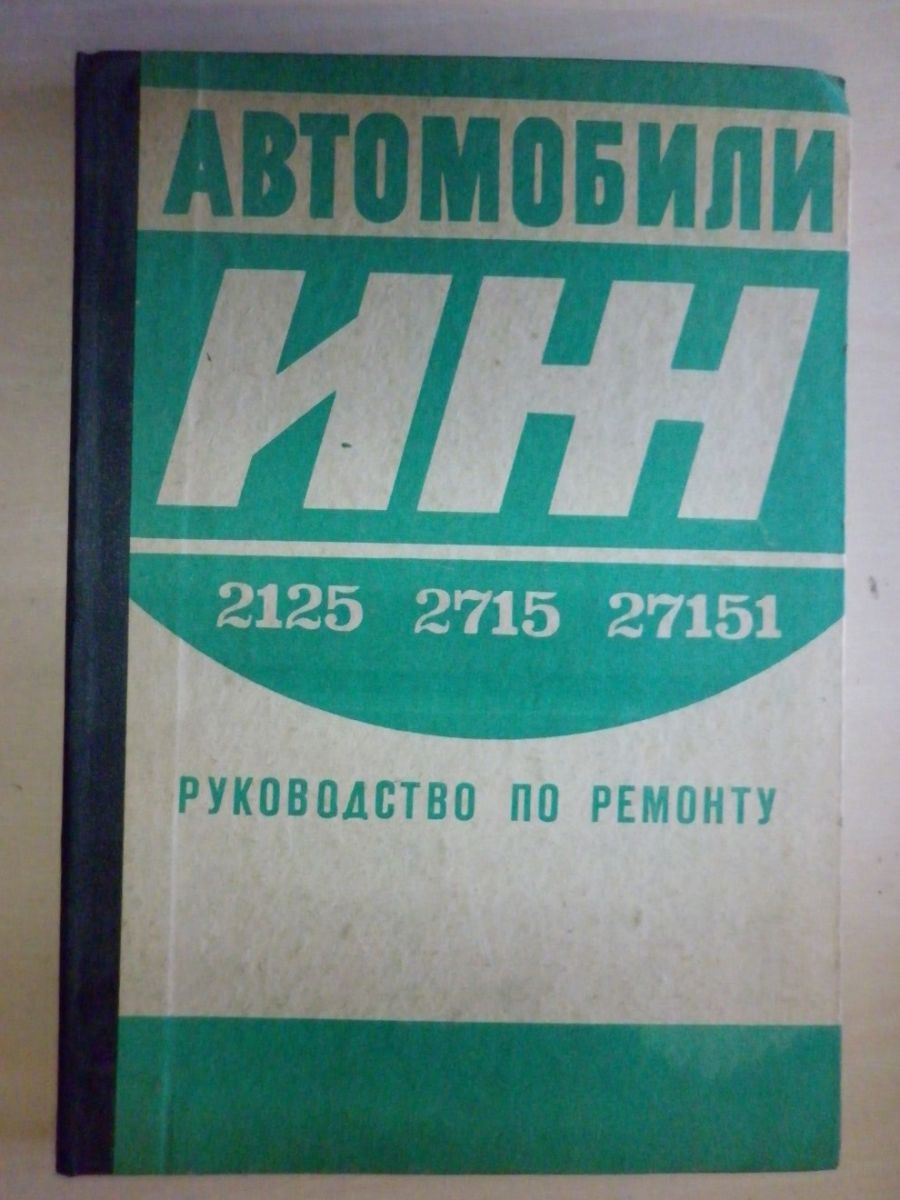 АВТОМОБИЛИ
ИЖ
2125 2715 27151
РУКОВОДСТВО ПО РЕМОНТУ